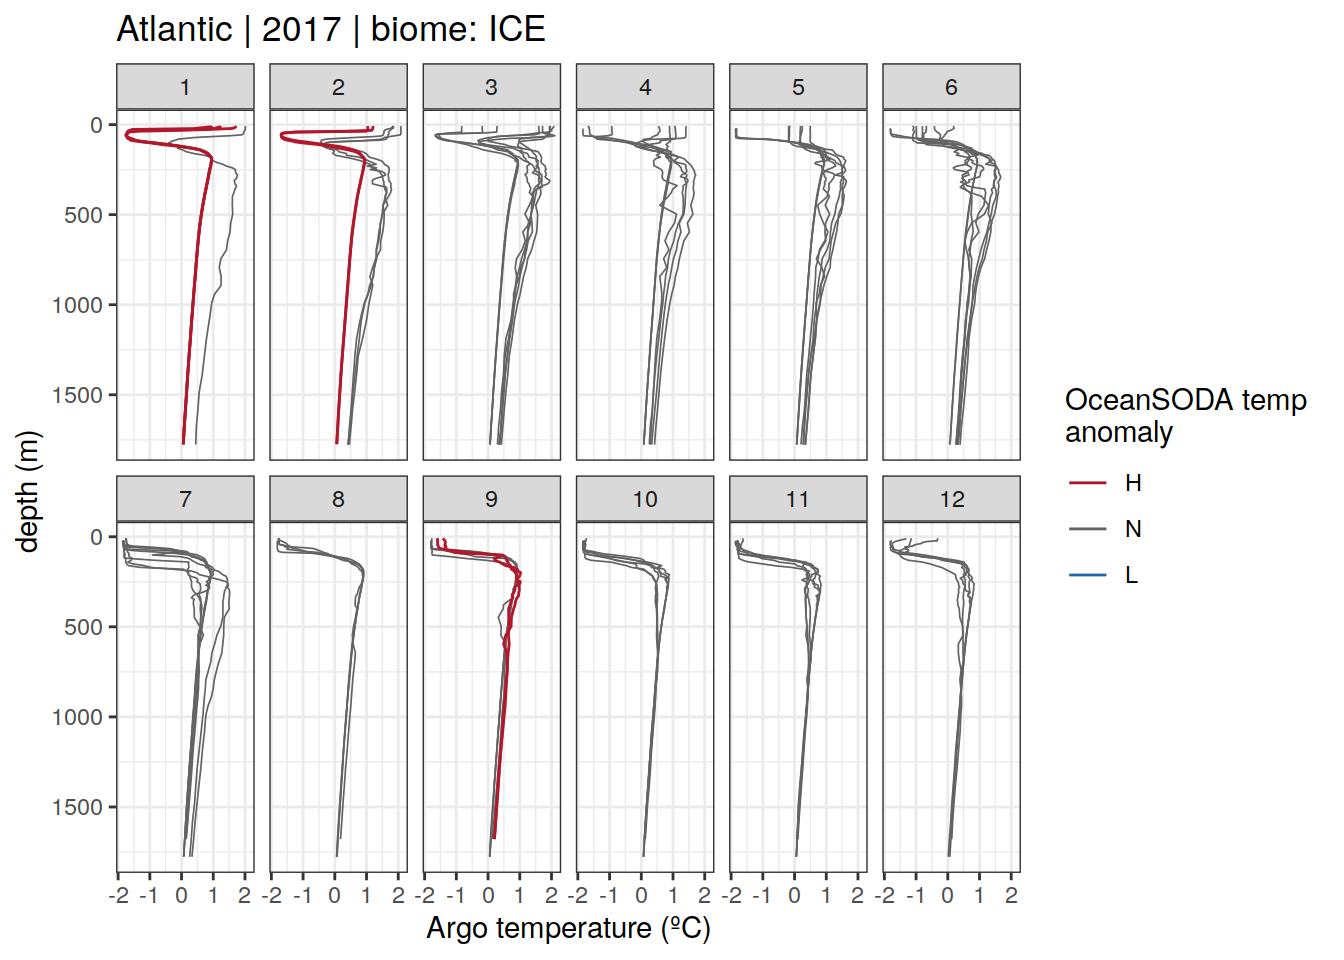 Atlantic | 2017 | biome: ICE
1 2 3 4 5 6
0
500
1000
1500
7 8 9 10 11 12
0
500
1000
1500
-2 -1 0 1 2 -2 -1 0 1 2 -2 -1 0 1 2 -2 -1 0 1 2 -2 -1 0 1 2 -2 -1 0 1 2
Argo temperature (ºC)
depth (m)
OceanSODA temp
anomaly
H
N
L